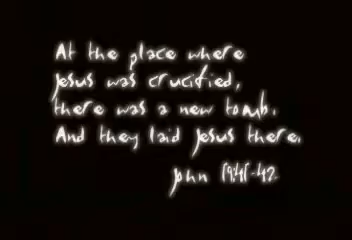 At the place where
Jesus was crucified,
there was a new tomb.
And they laid Jesus there.
John 19:41-42